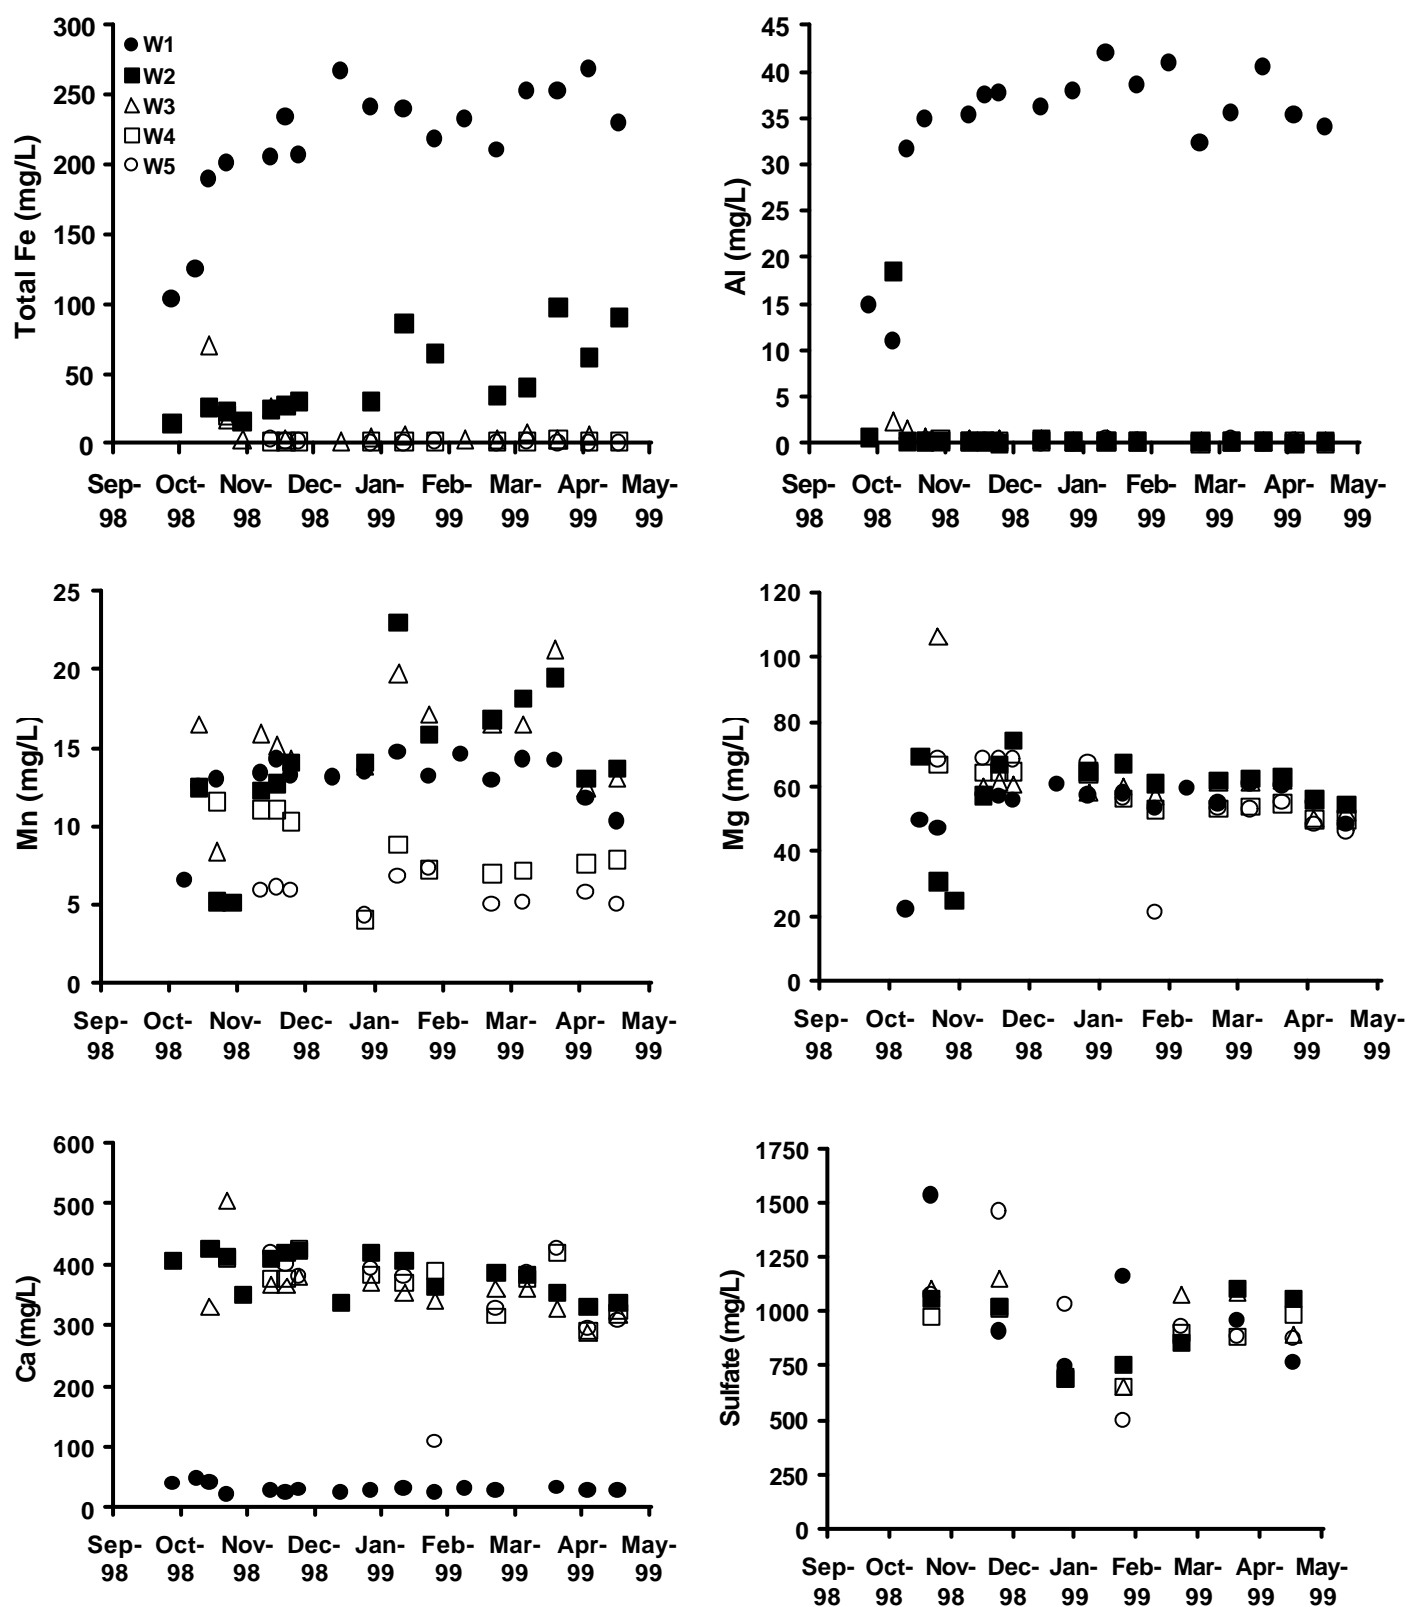 Total Fe (mg/L)
300
250
200
150
100
50
0
W1
W2
W3
W4
W5
Sep- Oct- Nov- Dec- Jan- Feb- Mar- Apr- May-
98 98 98 98 99 99 99 99 99
Al (mg/L)
45
40
35
30
25
20
15
10
5
0
Sep- Oct- Nov- Dec- Jan- Feb- Mar- Apr- May-
98 98 98 98 99 99 99 99 99
Mn (mg/L)
25
20
15
10
5
0
Sep- Oct- Nov- Dec- Jan- Feb- Mar- Apr- May-
98 98 98 98 99 99 99 99 99
Mg (mg/L)
120
100
80
60
40
20
0
Sep- Oct- Nov- Dec- Jan- Feb- Mar- Apr- May-
98 98 98 98 99 99 99 99 99
Ca (mg/L)
600
500
400
300
200
100
0
Sep- Oct- Nov- Dec- Jan- Feb- Mar- Apr- May-
98 98 98 98 99 99 99 99 99
Sulfate (mg/L)
1750
1500
1250
1000
750
500
250
0
Sep- Oct- Nov- Dec- Jan- Feb- Mar- Apr- May-
98 98 98 98 99 99 99 99 99